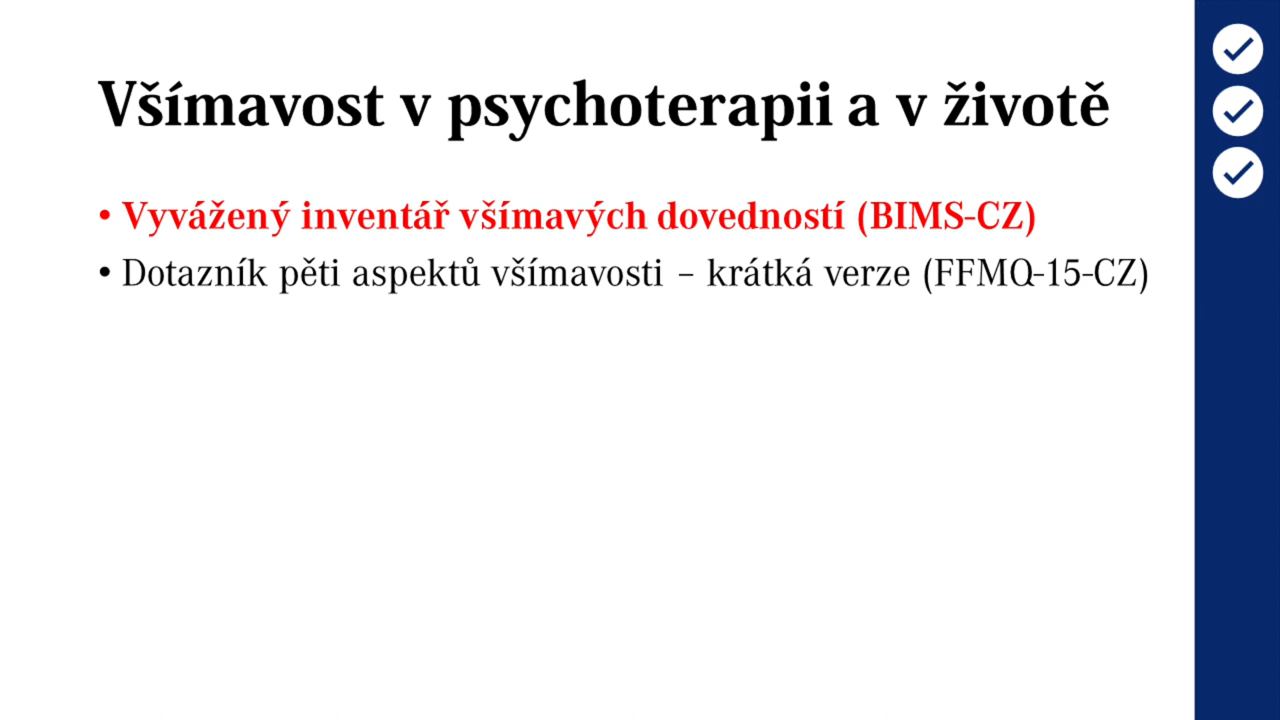 Všímavost v psychoterapii a v životě
• Vyvážený inventář všímavých dovedností (BIMS-CZ)
• Dotazník pěti aspektů všímavosti – krátká verze (FFMQ-15-CZ)